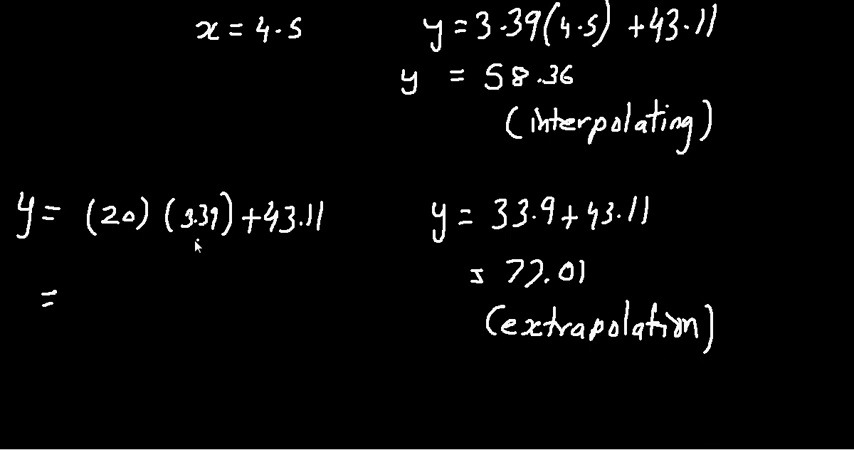 x = 4.5 y = 3.39(4.5) + 43.11
y = 58.36
(interpolating)
y = (20) (3.39) + 43.11 y = 33.9 + 43.11
= 77.01
=
(extrapolation)